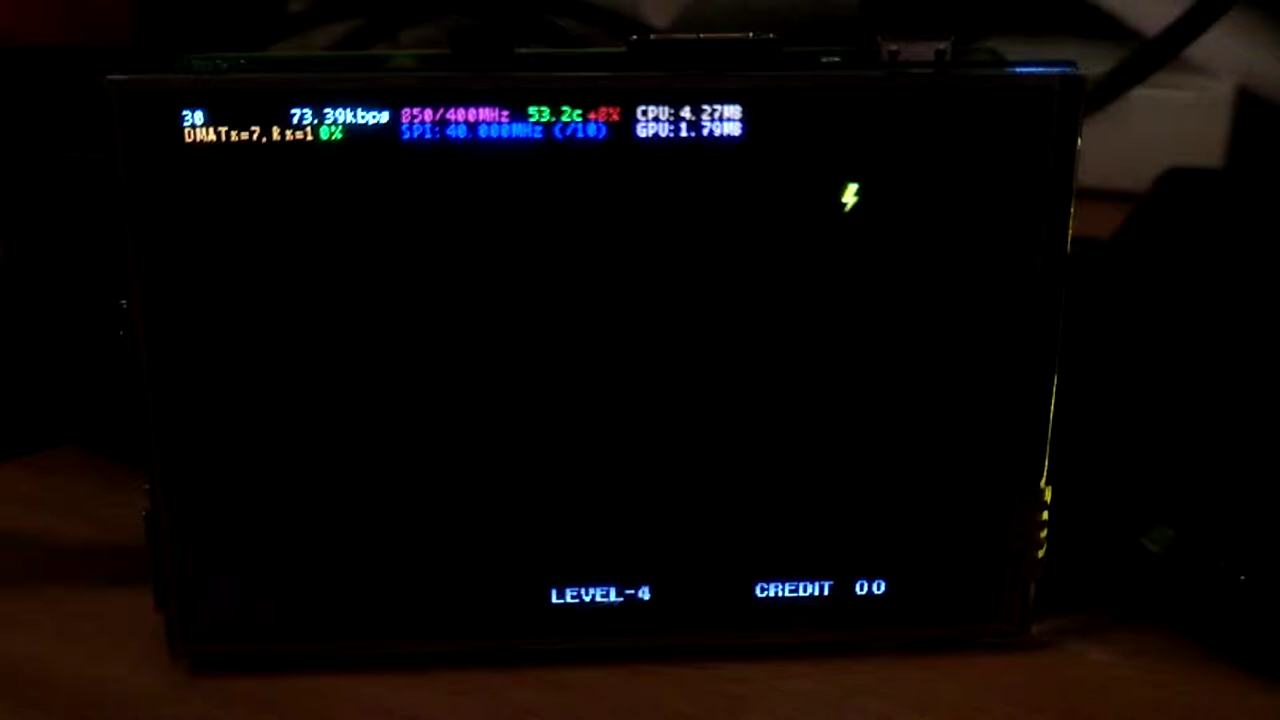 30 73.39kbps 850/400MHz 53.2c +0% CPU: 4.27MB
DMATx=7,Rx=1 0% SPI: 40.000MHz (/10) GPU: 1.79MB
LEVEL-4 CREDIT 00